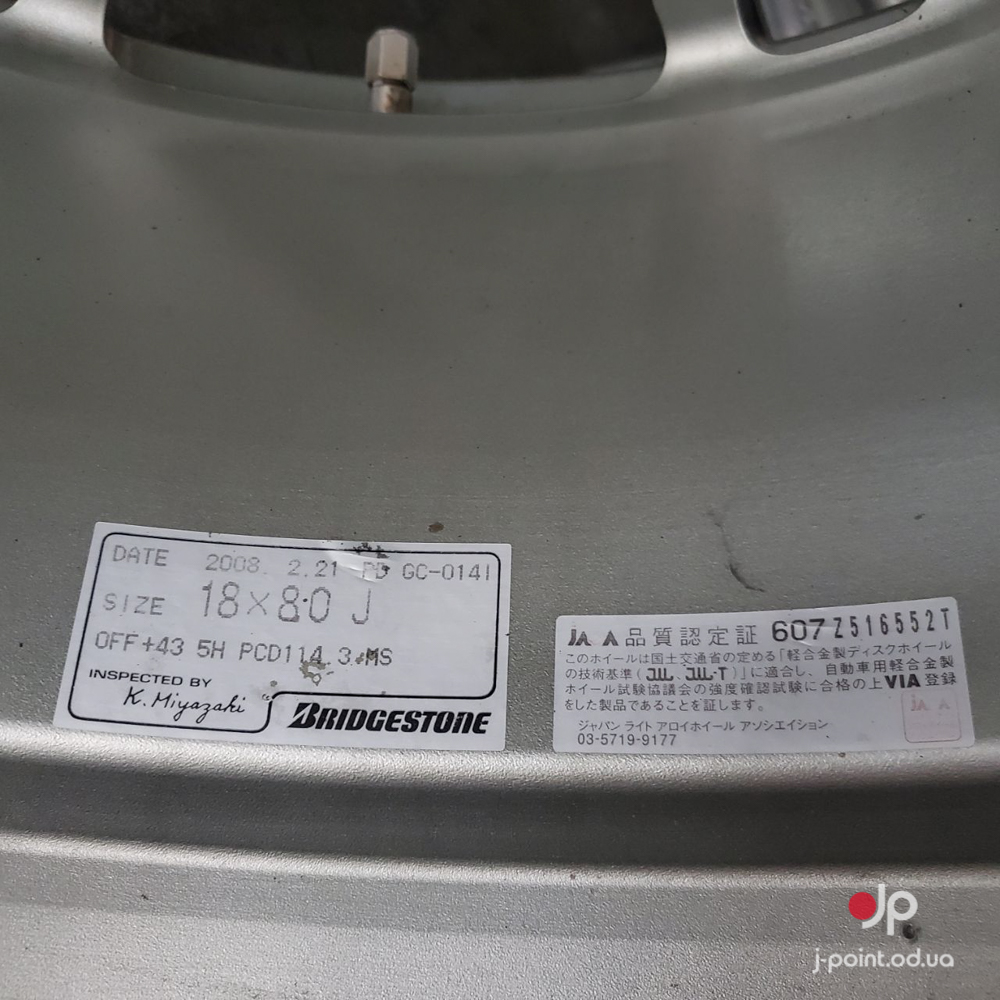 DATE 2008. 2.21 PD GC-0141
SIZE 18×8.0 J
OFF+43 5H PCD114.3 MS
INSPECTED BY
K. Miyazaki
BRIDGESTONE
JA A 品質認定証 607Z516552T
このホイールは国土交通省の定める「軽合金製ディスクホイール
の技術基準(JWL、JWL-T)」に適合し、自動車用軽合金製
ホイール試験協議会の強度確認試験に合格の上VIA登録
をした製品であることを証します。
JA A
ジャパン ライト アロイホイール アソシエイション
03-5719-9177
Jp
j-point.od.ua